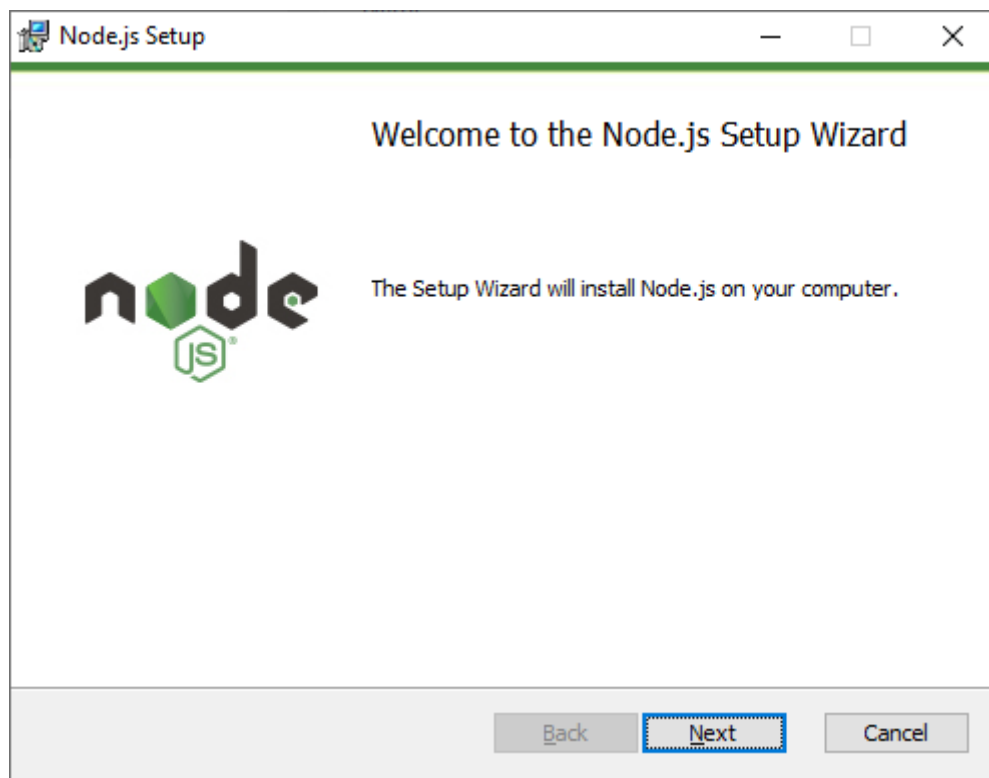 Node.js Setup
Welcome to the Node.js Setup Wizard
The Setup Wizard will install Node.js on your computer.
node
JS®
Back
Next
Cancel